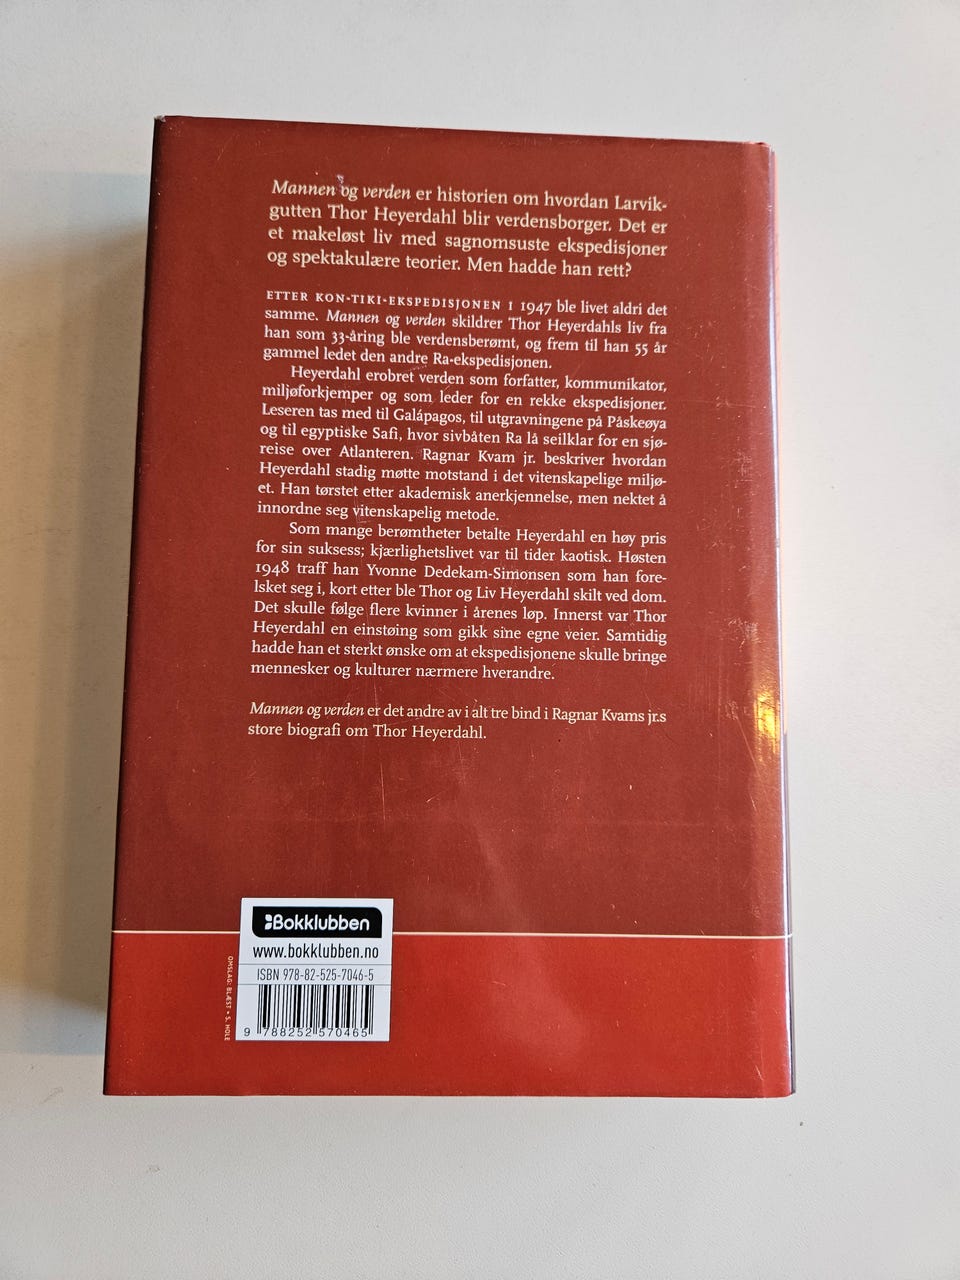 Mannen og verden er historien om hvordan Larvik-
gutten Thor Heyerdahl blir verdensborger. Det er
et makeløst liv med sagnomsuste ekspedisjoner
og spektakulære teorier. Men hadde han rett?
ETTER KON-TIKI-EKSPEDISJONEN I 1947 ble livet aldri det
samme. Mannen og verden skildrer Thor Heyerdahls liv fra
han som 33-åring ble verdensberømt, og frem til han 55 år
gammel ledet den andre Ra-ekspedisjonen.
Heyerdahl erobret verden som forfatter, kommunikator,
miljøforkjemper og som leder for en rekke ekspedisjoner.
Leseren tas med til Galápagos, til utgravningene på Påskeøya
og til egyptiske Safi, hvor sivbåten Ra lå seilklar for en sjø-
reise over Atlanteren. Ragnar Kvam jr. beskriver hvordan
Heyerdahl stadig møtte motstand i det vitenskapelige miljø-
et. Han tørstet etter akademisk anerkjennelse, men nektet å
innordne seg vitenskapelig metode.
Som mange berømtheter betalte Heyerdahl en høy pris
for sin suksess; kjærlighetslivet var til tider kaotisk. Høsten
1948 traff han Yvonne Dedekam-Simonsen som han fore-
lsket seg i, kort etter ble Thor og Liv Heyerdahl skilt ved dom.
Det skulle følge flere kvinner i årenes løp. Innerst var Thor
Heyerdahl en einstøing som gikk sine egne veier. Samtidig
hadde han et sterkt ønske om at ekspedisjonene skulle bringe
mennesker og kulturer nærmere hverandre.
Mannen og verden er det andre av i alt tre bind i Ragnar Kvams jr.s
store biografi om Thor Heyerdahl.
Bokklubben
www.bokklubben.no
ISBN 978-82-525-7046-5
9 788252 570465
OMSLAG: BLÆST • S. HOLE